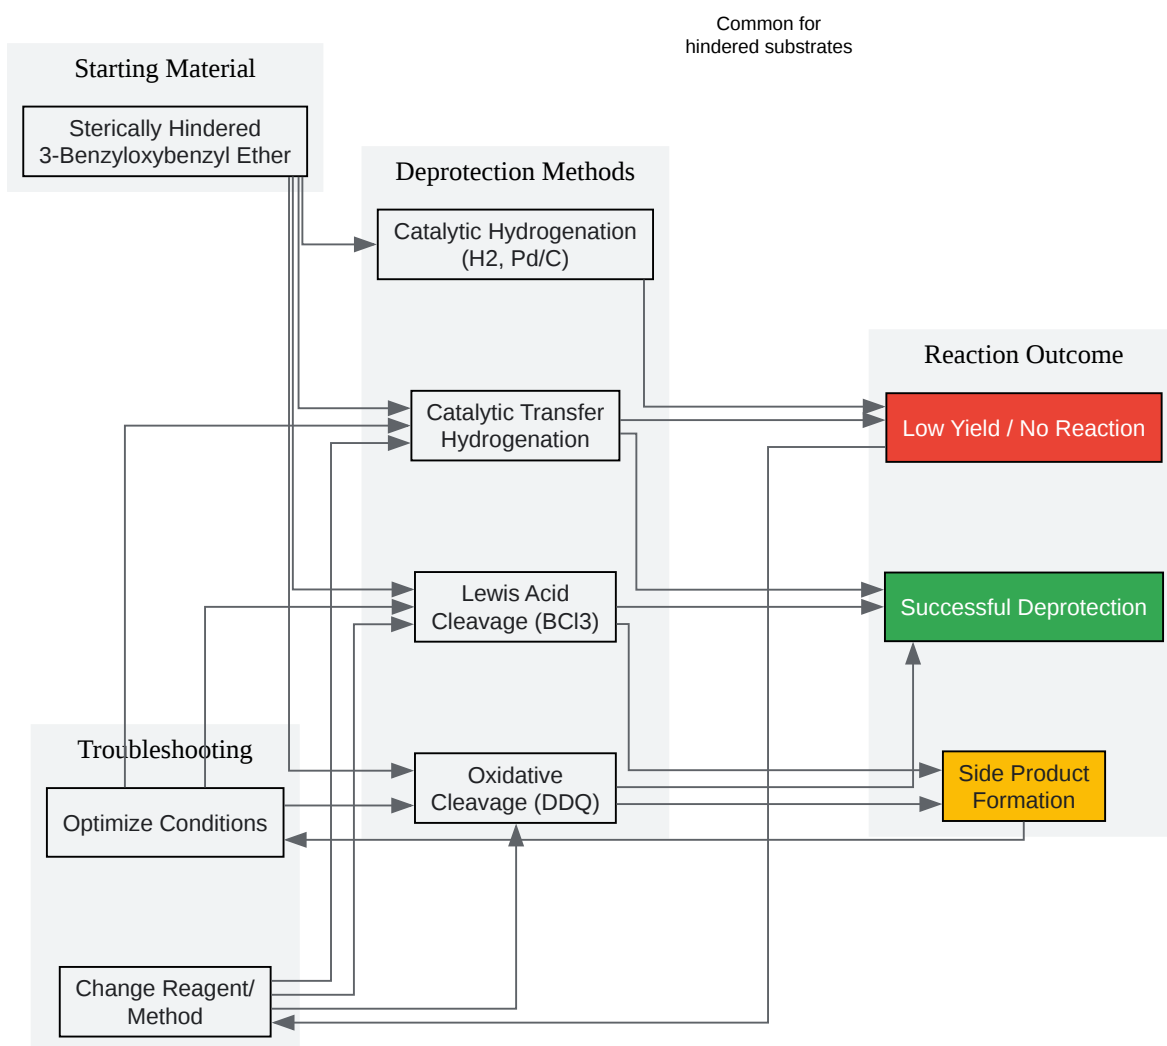 Common for
hindered substrates
Starting Material
Sterically Hindered
3-Benzyloxybenzyl Ether
Deprotection Methods
Catalytic Hydrogenation
(H2, Pd/C)
Catalytic Transfer
Hydrogenation
Lewis Acid
Cleavage (BCl3)
Oxidative
Cleavage (DDQ)
Reaction Outcome
Low Yield / No Reaction
Successful Deprotection
Side Product
Formation
Troubleshooting
Optimize Conditions
Change Reagent/
Method